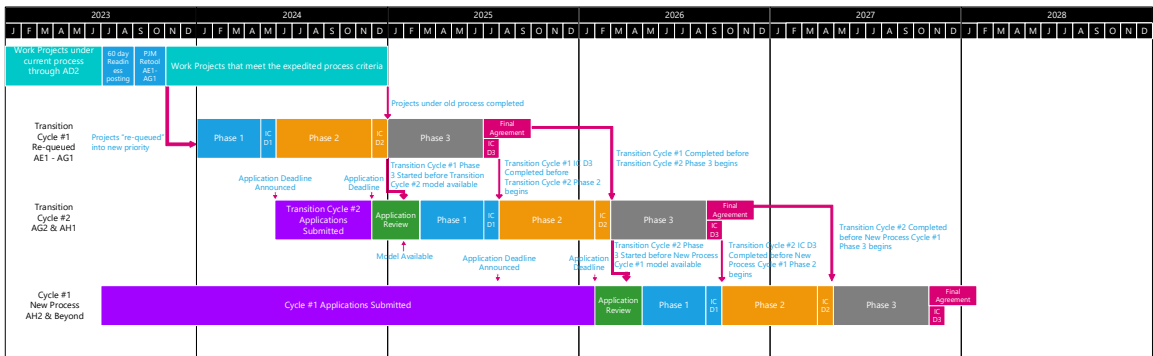 2023 2024 2025 2026 2027 2028
J F M A M J J A S O N D J F M A M J J A S O N D J F M A M J J A S O N D J F M A M J J A S O N D J F M A M J J A S O N D J F M A M J J A S O N D
Work Projects under
current process
through AD2
60 day
Readin
ess
posting
PJM
Retool
AE1-
AG1
Work Projects that meet the expedited process criteria
Projects under old process completed
Transition
Cycle #1
Re-queued
AE1 - AG1
Projects "re-queued"
into new priority
Phase 1
IC
D1
Phase 2
IC
D2
Phase 3
Final
Agreement
IC
D3
Transition Cycle #1 Phase
3 Started before Transition
Cycle #2 model available
Transition Cycle #1 IC D3
Completed before
Transition Cycle #2 Phase 2
begins
Transition Cycle #1 Completed before
Transition Cycle #2 Phase 3 begins
Application Deadline
Announced
Application
Deadline
Transition
Cycle #2
AG2 & AH1
Transition Cycle #2
Applications
Submitted
Application
Review
Phase 1
IC
D1
Phase 2
IC
D2
Phase 3
Final
Agreement
IC
D3
Model Available
Transition Cycle #2 Phase
3 Started before New Process
Cycle #1 model available
Transition Cycle #2 IC D3
Completed before New
Process Cycle #1 Phase 2
begins
Transition Cycle #2 Completed
before New Process Cycle #1
Phase 3 begins
Application Deadline
Announced
Application
Deadline
Cycle #1
New Process
AH2 & Beyond
Cycle #1 Applications Submitted
Application
Review
Phase 1
IC
D1
Phase 2
IC
D2
Phase 3
Final
Agreement
IC
D3